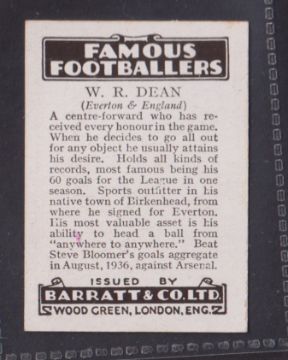 FAMOUS
FOOTBALLERS
W. R. DEAN
(Everton & England)
A centre-forward who has re-
ceived every honour in the game.
When he decides to go all out
for any object he usually attains
his desire. Holds all kinds of
records, most famous being his
60 goals for the League in one
season. Sports outfitter in his
native town of Birkenhead, from
where he signed for Everton.
His most valuable asset is his
ability to head a ball from
"anywhere to anywhere." Beat
Steve Bloomer's goals aggregate
in August, 1936, against Arsenal.
ISSUED BY
BARRATT & CO. LTD.
WOOD GREEN, LONDON, ENG.